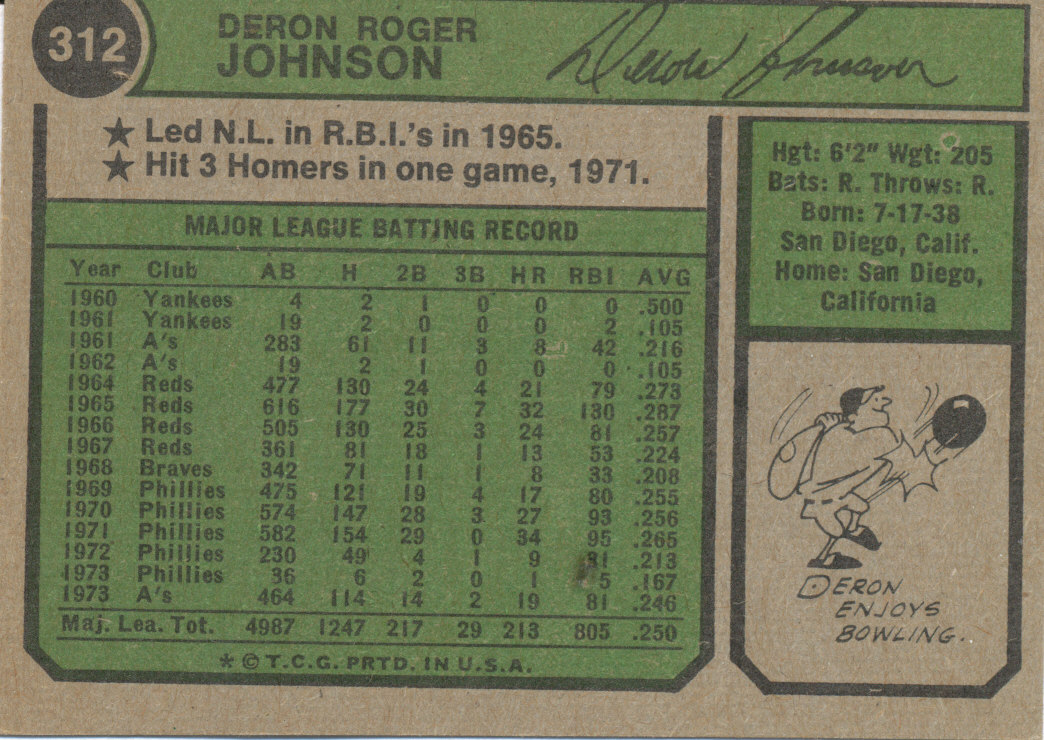 312
DERON ROGER
JOHNSON
Deron Johnson
★ Led N.L. in R.B.I.'s in 1965.
★ Hit 3 Homers in one game, 1971.
MAJOR LEAGUE BATTING RECORD
Year Club AB H 2B 3B HR RBI AVG
1960 Yankees 4 2 1 0 0 0 .500
1961 Yankees 19 2 0 0 0 2 .105
1961 A's 283 61 11 3 8 42 .216
1962 A's 19 2 1 0 0 0 .105
1964 Reds 477 130 24 4 21 79 .273
1965 Reds 616 177 30 7 32 130 .287
1966 Reds 505 130 25 3 24 81 .257
1967 Reds 361 81 18 1 13 53 .224
1968 Braves 342 71 11 1 8 33 .208
1969 Phillies 475 121 19 4 17 80 .255
1970 Phillies 574 147 28 3 27 93 .256
1971 Phillies 582 154 29 0 34 95 .265
1972 Phillies 230 49 4 1 9 31 .213
1973 Phillies 36 6 2 0 1 5 .167
1973 A's 464 114 14 2 19 81 .246
Maj. Lea. Tot. 4987 1247 217 29 213 805 .250
* © T.C.G. PRTD. IN U.S.A.
Hgt: 6'2" Wgt: 205
Bats: R. Throws: R.
Born: 7-17-38
San Diego, Calif.
Home: San Diego,
California
DERON
ENJOYS
BOWLING.